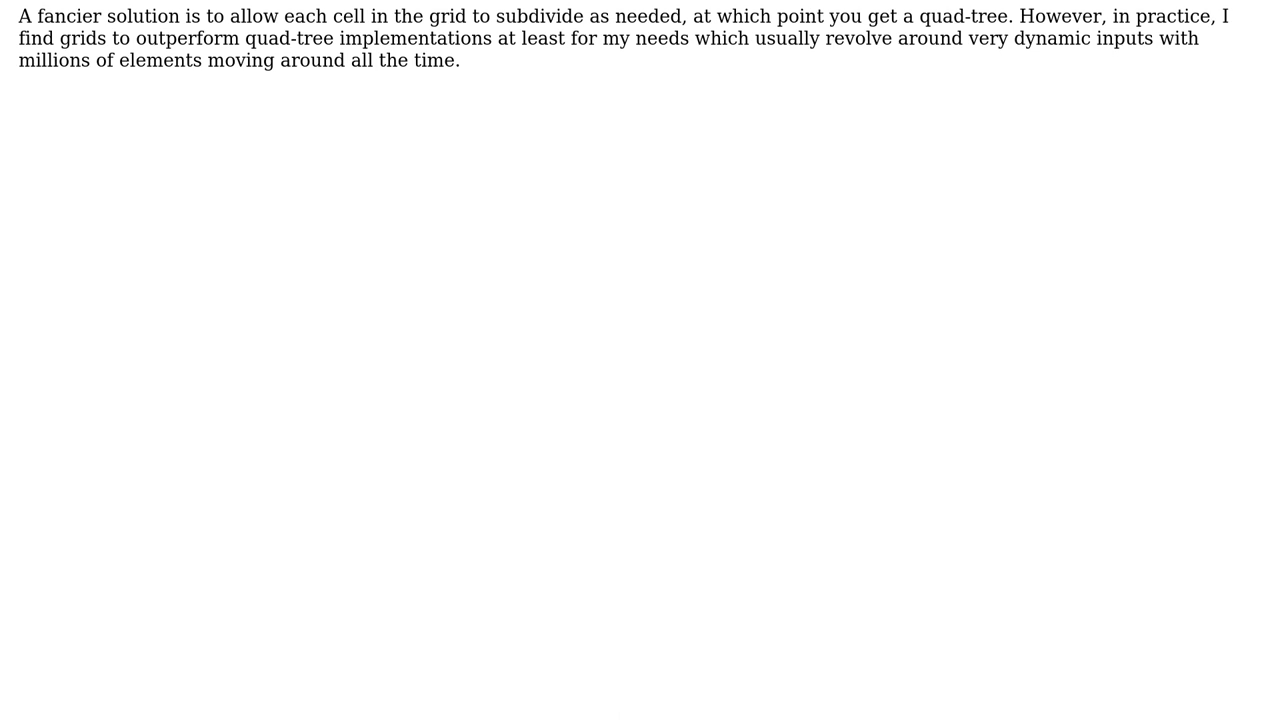 A fancier solution is to allow each cell in the grid to subdivide as needed, at which point you get a quad-tree. However, in practice, I
find grids to outperform quad-tree implementations at least for my needs which usually revolve around very dynamic inputs with
millions of elements moving around all the time.